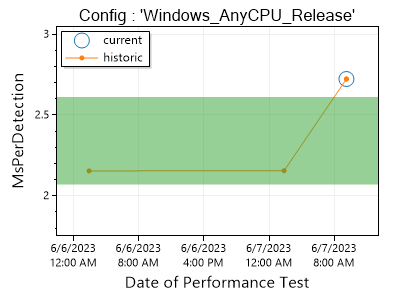 Config : 'Windows_AnyCPU_Release'
current
historic
3
2.5
2
MsPerDetection
6/6/2023 6/6/2023 6/6/2023 6/7/2023 6/7/2023
12:00 AM 8:00 AM 4:00 PM 12:00 AM 8:00 AM
Date of Performance Test